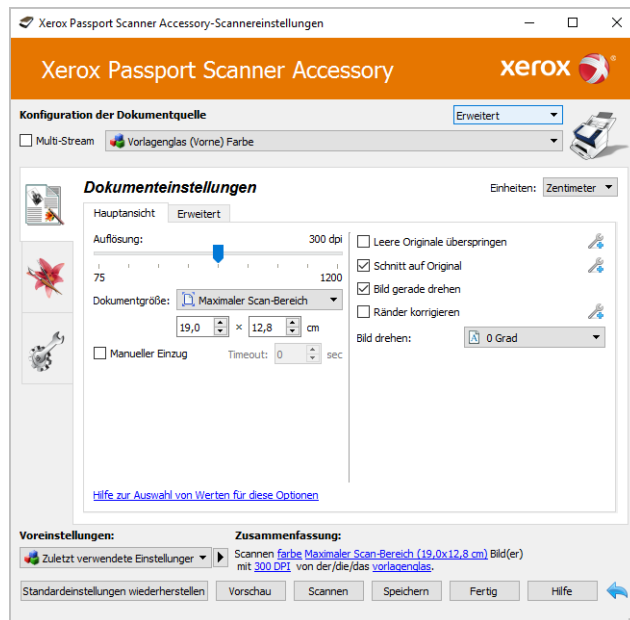 Xerox Passport Scanner Accessory-Scannereinstellungen
Xerox Passport Scanner Accessory
xerox
Konfiguration der Dokumentquelle
Erweitert
Multi-Stream
Vorlagenglas (Vorne) Farbe
Dokumenteinstellungen
Einheiten: Zentimeter
Hauptansicht Erweitert
Auflösung: 300 dpi
75 1200
Dokumentgröße: Maximaler Scan-Bereich
19,0 × 12,8 cm
Manueller Einzug Timeout: 0 sec
Leere Originale überspringen
Schnitt auf Original
Bild gerade drehen
Ränder korrigieren
Bild drehen: 0 Grad
Hilfe zur Auswahl von Werten für diese Optionen
Voreinstellungen:
Zuletzt verwendete Einstellunger
Zusammenfassung:
Scannen farbe Maximaler Scan-Bereich (19,0x12,8 cm) Bild(er)
mit 300 DPI von der/die/das vorlagenglas.
Standardeinstellungen wiederherstellen Vorschau Scannen Speichern Fertig Hilfe